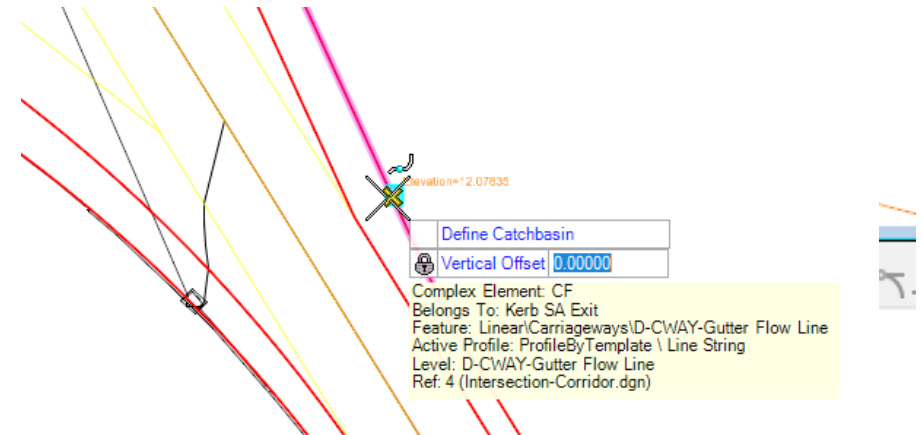 Elevation=12.07835
Define Catchbasin
Vertical Offset 0.00000
Complex Element: CF
Belongs To: Kerb SA Exit
Feature: Linear\Carriageways\D-CWAY-Gutter Flow Line
Active Profile: ProfileByTemplate \ Line String
Level: D-CWAY-Gutter Flow Line
Ref: 4 (Intersection-Corridor.dgn)